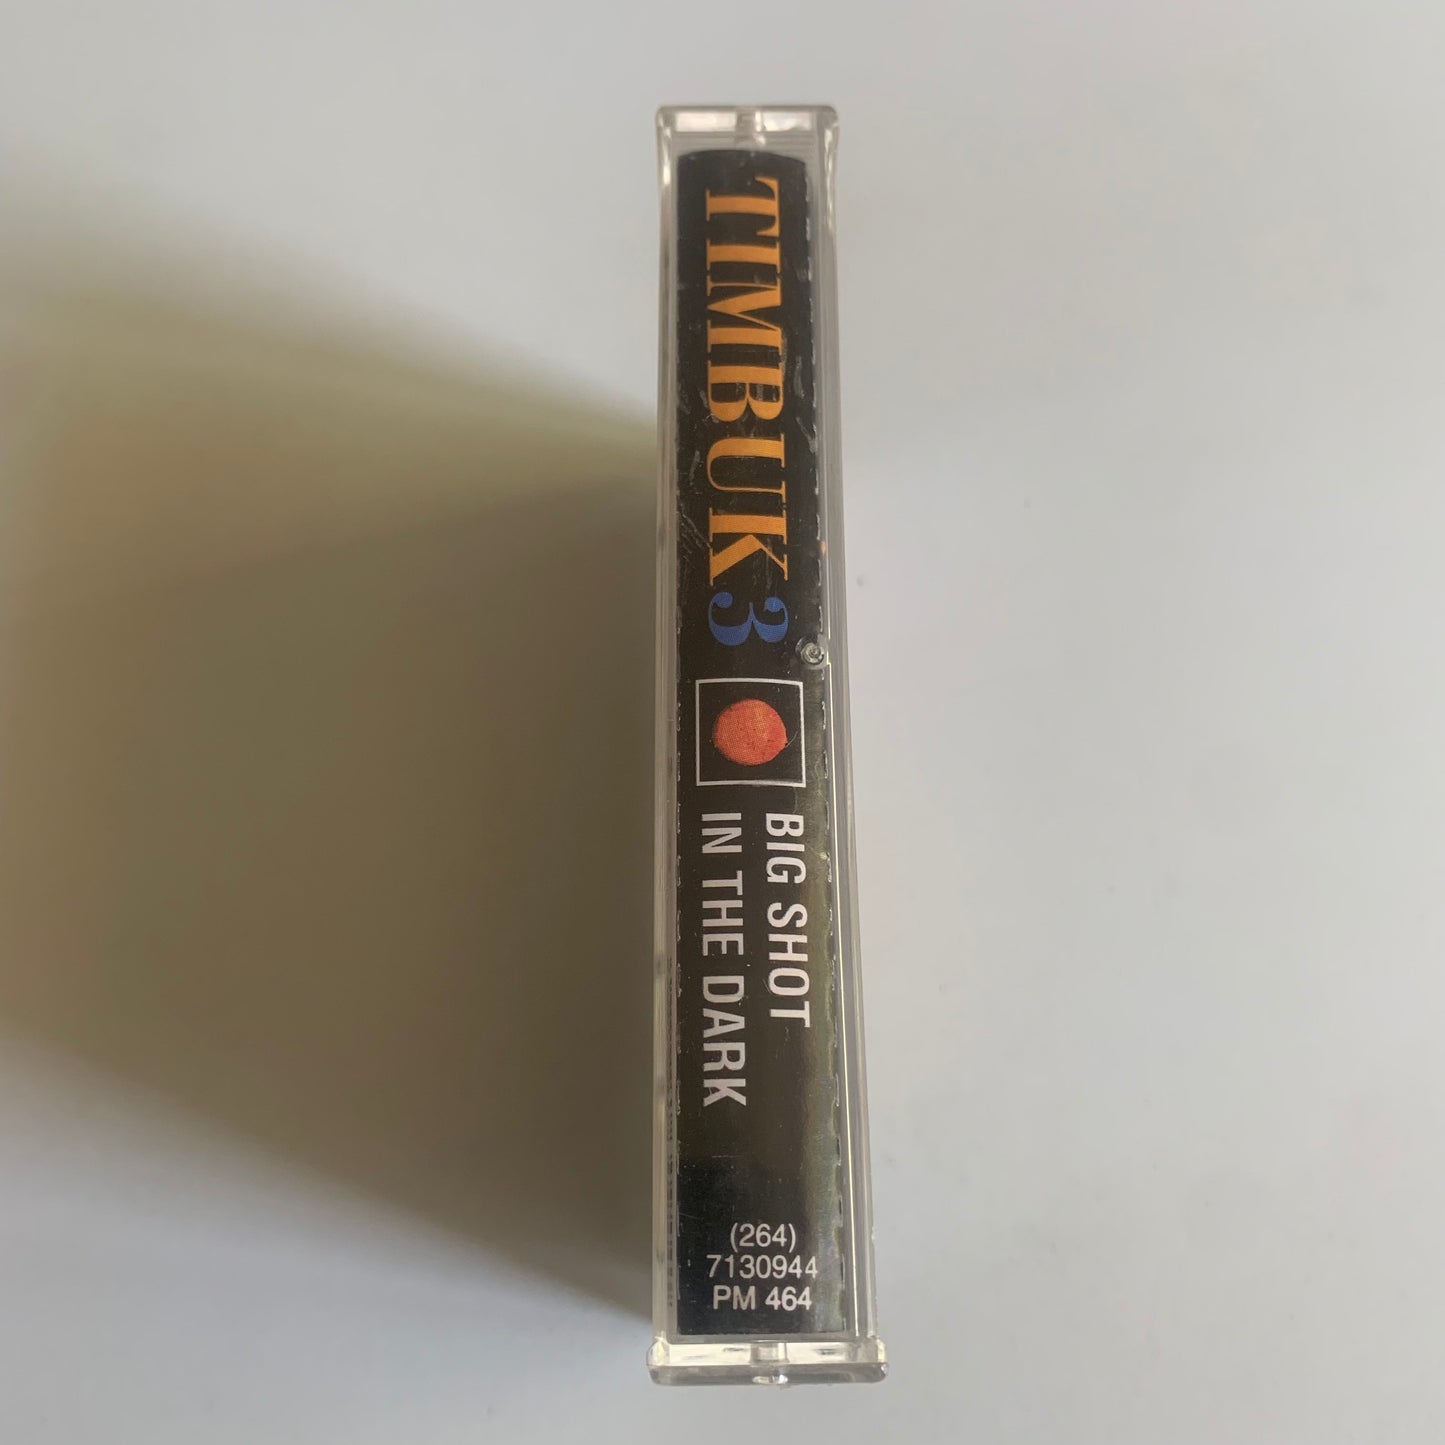 TIMBUK3
BIG SHOT
IN THE DARK
(264)
7130944
PM 464